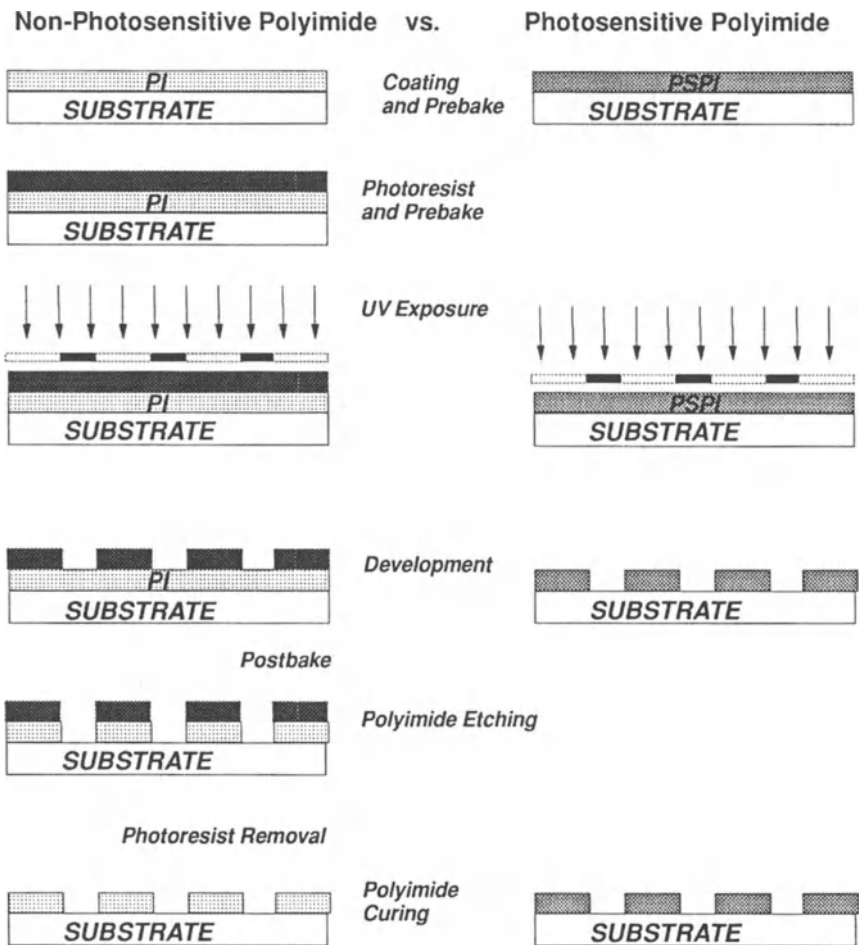 Non-Photosensitive Polyimide vs. Photosensitive Polyimide
PI
SUBSTRATE
Coating
and Prebake
PSPI
SUBSTRATE
PI
SUBSTRATE
Photoresist
and Prebake
UV Exposure
PI
SUBSTRATE
PSPI
SUBSTRATE
PI
SUBSTRATE
Development
SUBSTRATE
Postbake
SUBSTRATE
Polyimide Etching
Photoresist Removal
SUBSTRATE
Polyimide
Curing
SUBSTRATE